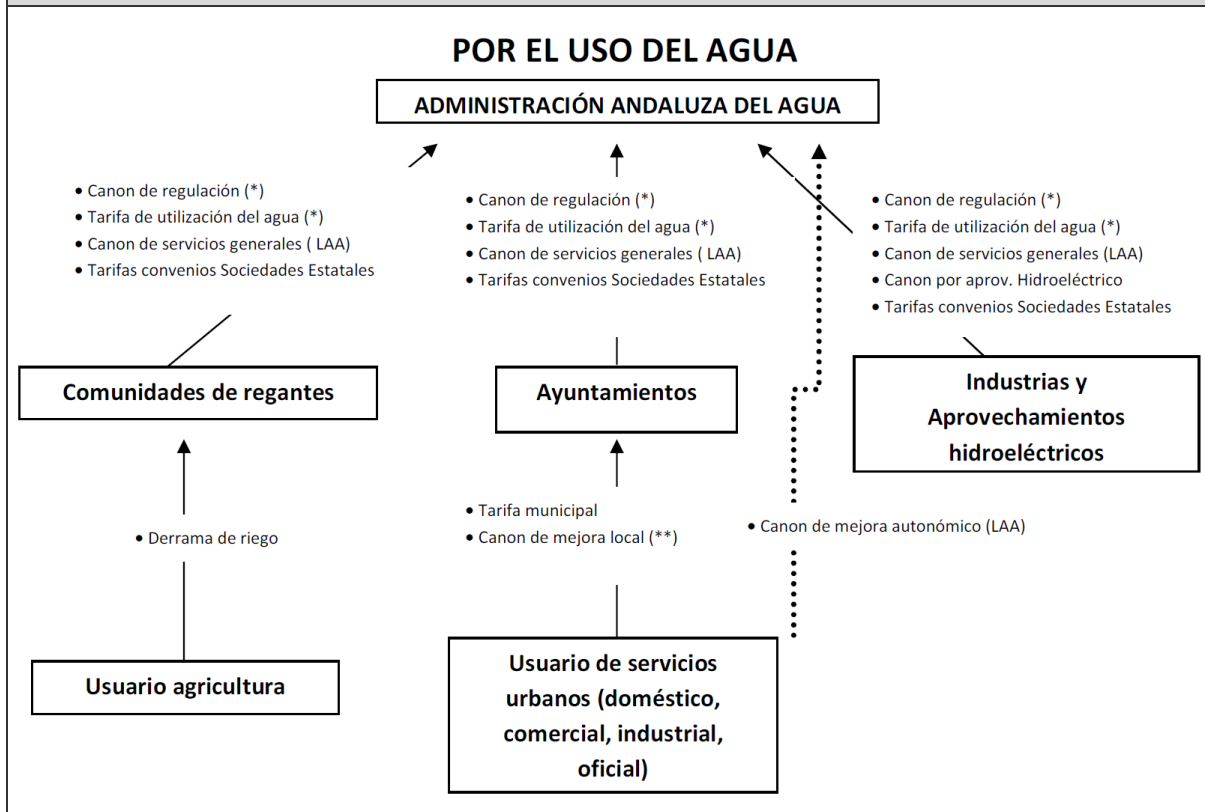 POR EL USO DEL AGUA
ADMINISTRACIÓN ANDALUZA DEL AGUA
• Canon de regulación (*)
• Tarifa de utilización del agua (*)
• Canon de servicios generales ( LAA)
• Tarifas convenios Sociedades Estatales
• Canon de regulación (*)
• Tarifa de utilización del agua (*)
• Canon de servicios generales ( LAA)
• Tarifas convenios Sociedades Estatales
• Canon de regulación (*)
• Tarifa de utilización del agua (*)
• Canon de servicios generales (LAA)
• Canon por aprov. Hidroeléctrico
• Tarifas convenios Sociedades Estatales
Comunidades de regantes
Ayuntamientos
Industrias y
Aprovechamientos
hidroeléctricos
• Derrama de riego
• Tarifa municipal
• Canon de mejora local (**)
• Canon de mejora autonómico (LAA)
Usuario agricultura
Usuario de servicios
urbanos (doméstico,
comercial, industrial,
oficial)